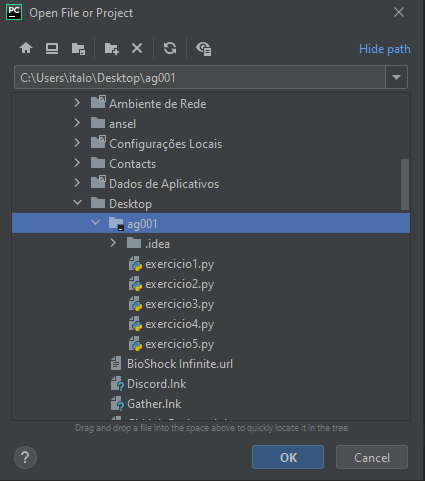 PC Open File or Project
Hide path
C:\Users\italo\Desktop\ag001
Ambiente de Rede
ansel
Configurações Locais
Contacts
Dados de Aplicativos
Desktop
ag001
.idea
exercicio1.py
exercicio2.py
exercicio3.py
exercicio4.py
exercicio5.py
BioShock Infinite.url
Discord.lnk
Gather.lnk
Drag and drop a file into the space above to quickly locate it in the tree
? OK Cancel